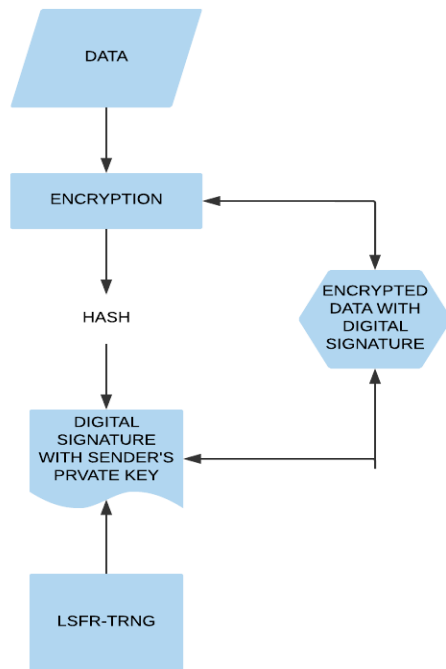 DATA
ENCRYPTION
HASH
ENCRYPTED
DATA WITH
DIGITAL
SIGNATURE
DIGITAL
SIGNATURE
WITH SENDER'S
PRVATE KEY
LSFR-TRNG